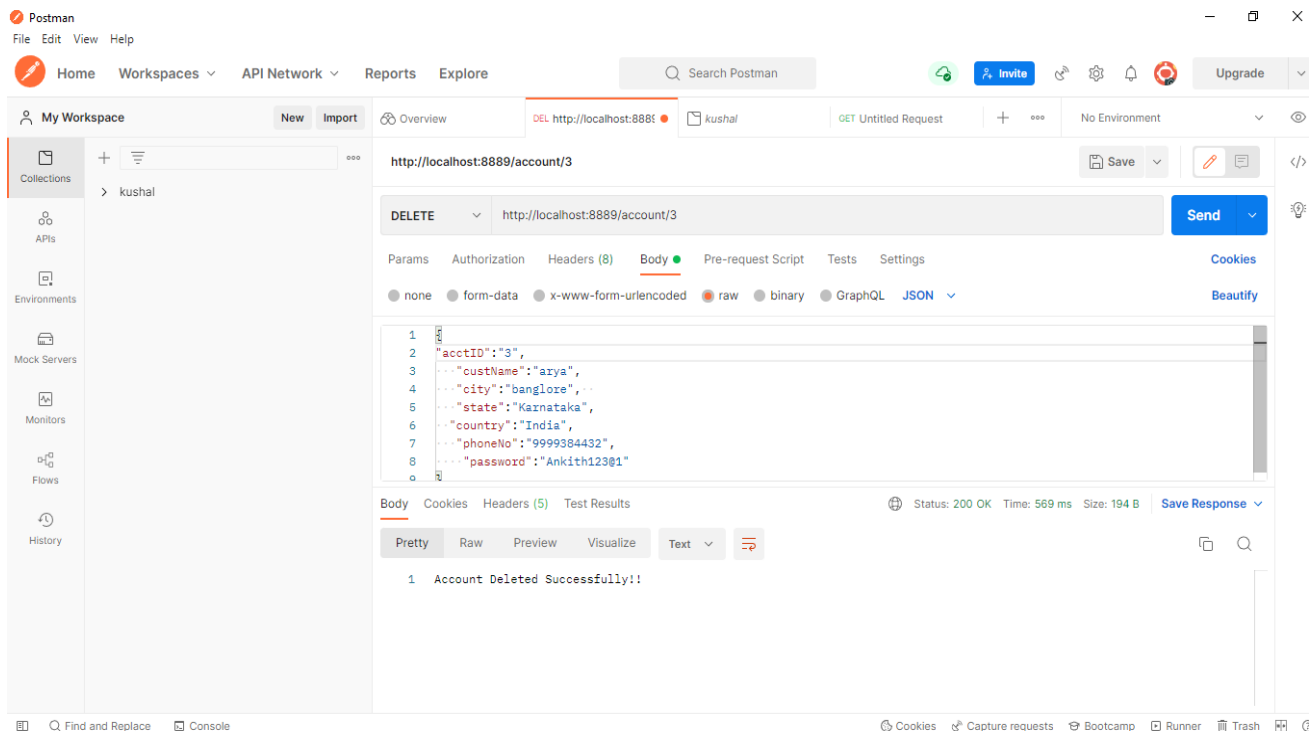 Postman
File Edit View Help
Home Workspaces API Network Reports Explore Search Postman Invite Upgrade
My Workspace New Import Overview DEL http://localhost:8889 kushal GET Untitled Request No Environment
Collections
kushal
APIs
Environments
Mock Servers
Monitors
Flows
History
http://localhost:8889/account/3 Save
DELETE http://localhost:8889/account/3 Send
Params Authorization Headers (8) Body Pre-request Script Tests Settings Cookies
none form-data x-www-form-urlencoded raw binary GraphQL JSON Beautify
1 {
2 "acctID":"3",
3 "custName":"arya",
4 "city":"banglore",
5 "state":"Karnataka",
6 "country":"India",
7 "phoneNo":"9999384432",
8 "password":"Ankith123@1"
9 }
Body Cookies Headers (5) Test Results Status: 200 OK Time: 569 ms Size: 194 B Save Response
Pretty Raw Preview Visualize Text
1 Account Deleted Successfully!!
Find and Replace Console Cookies Capture requests Bootcamp Runner Trash